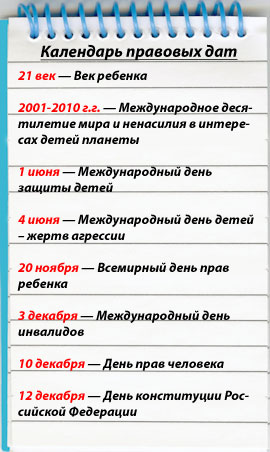 Календарь правовых дат
21 век — Век ребенка
2001-2010 г.г. — Международное деся-
тилетие мира и ненасилия в интере-
сах детей планеты
1 июня — Международный день
защиты детей
4 июня — Международный день детей
– жертв агрессии
20 ноября — Всемирный день прав
ребенка
3 декабря — Международный день
инвалидов
10 декабря — День прав человека
12 декабря — День конституции Рос-
сийской Федерации